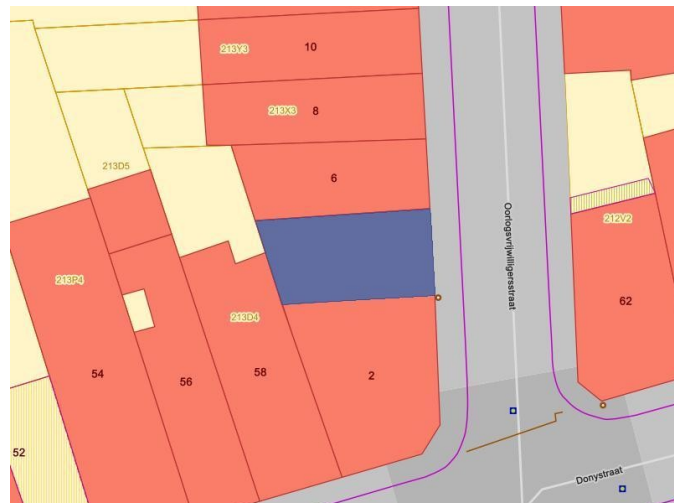 10
213Y3
8
213X3
213D5
6
Oorlogsvrijwilligersstraat
212V2
213P4
213D4
62
54
56
58
2
52
Donystraat